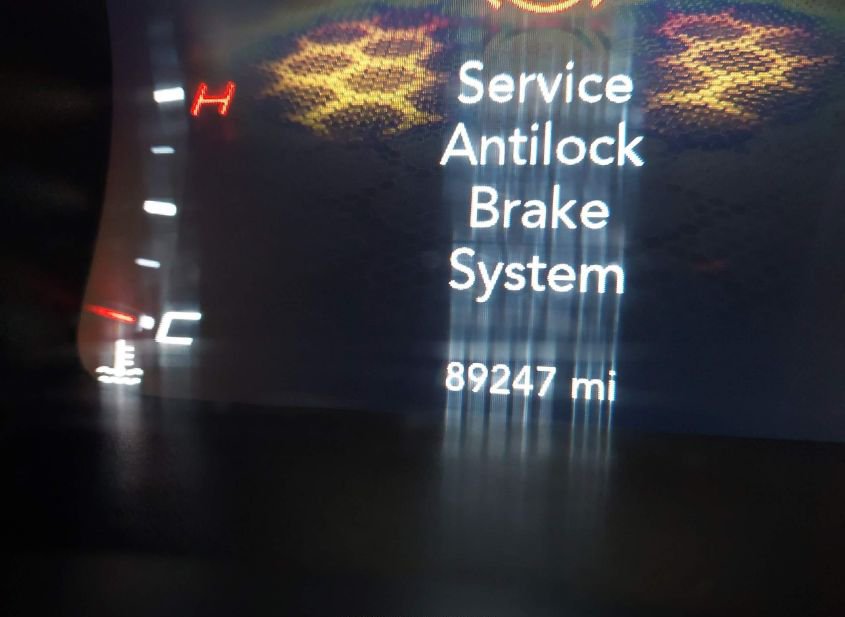 H
Service
Antilock
Brake
System
C
89247 mi